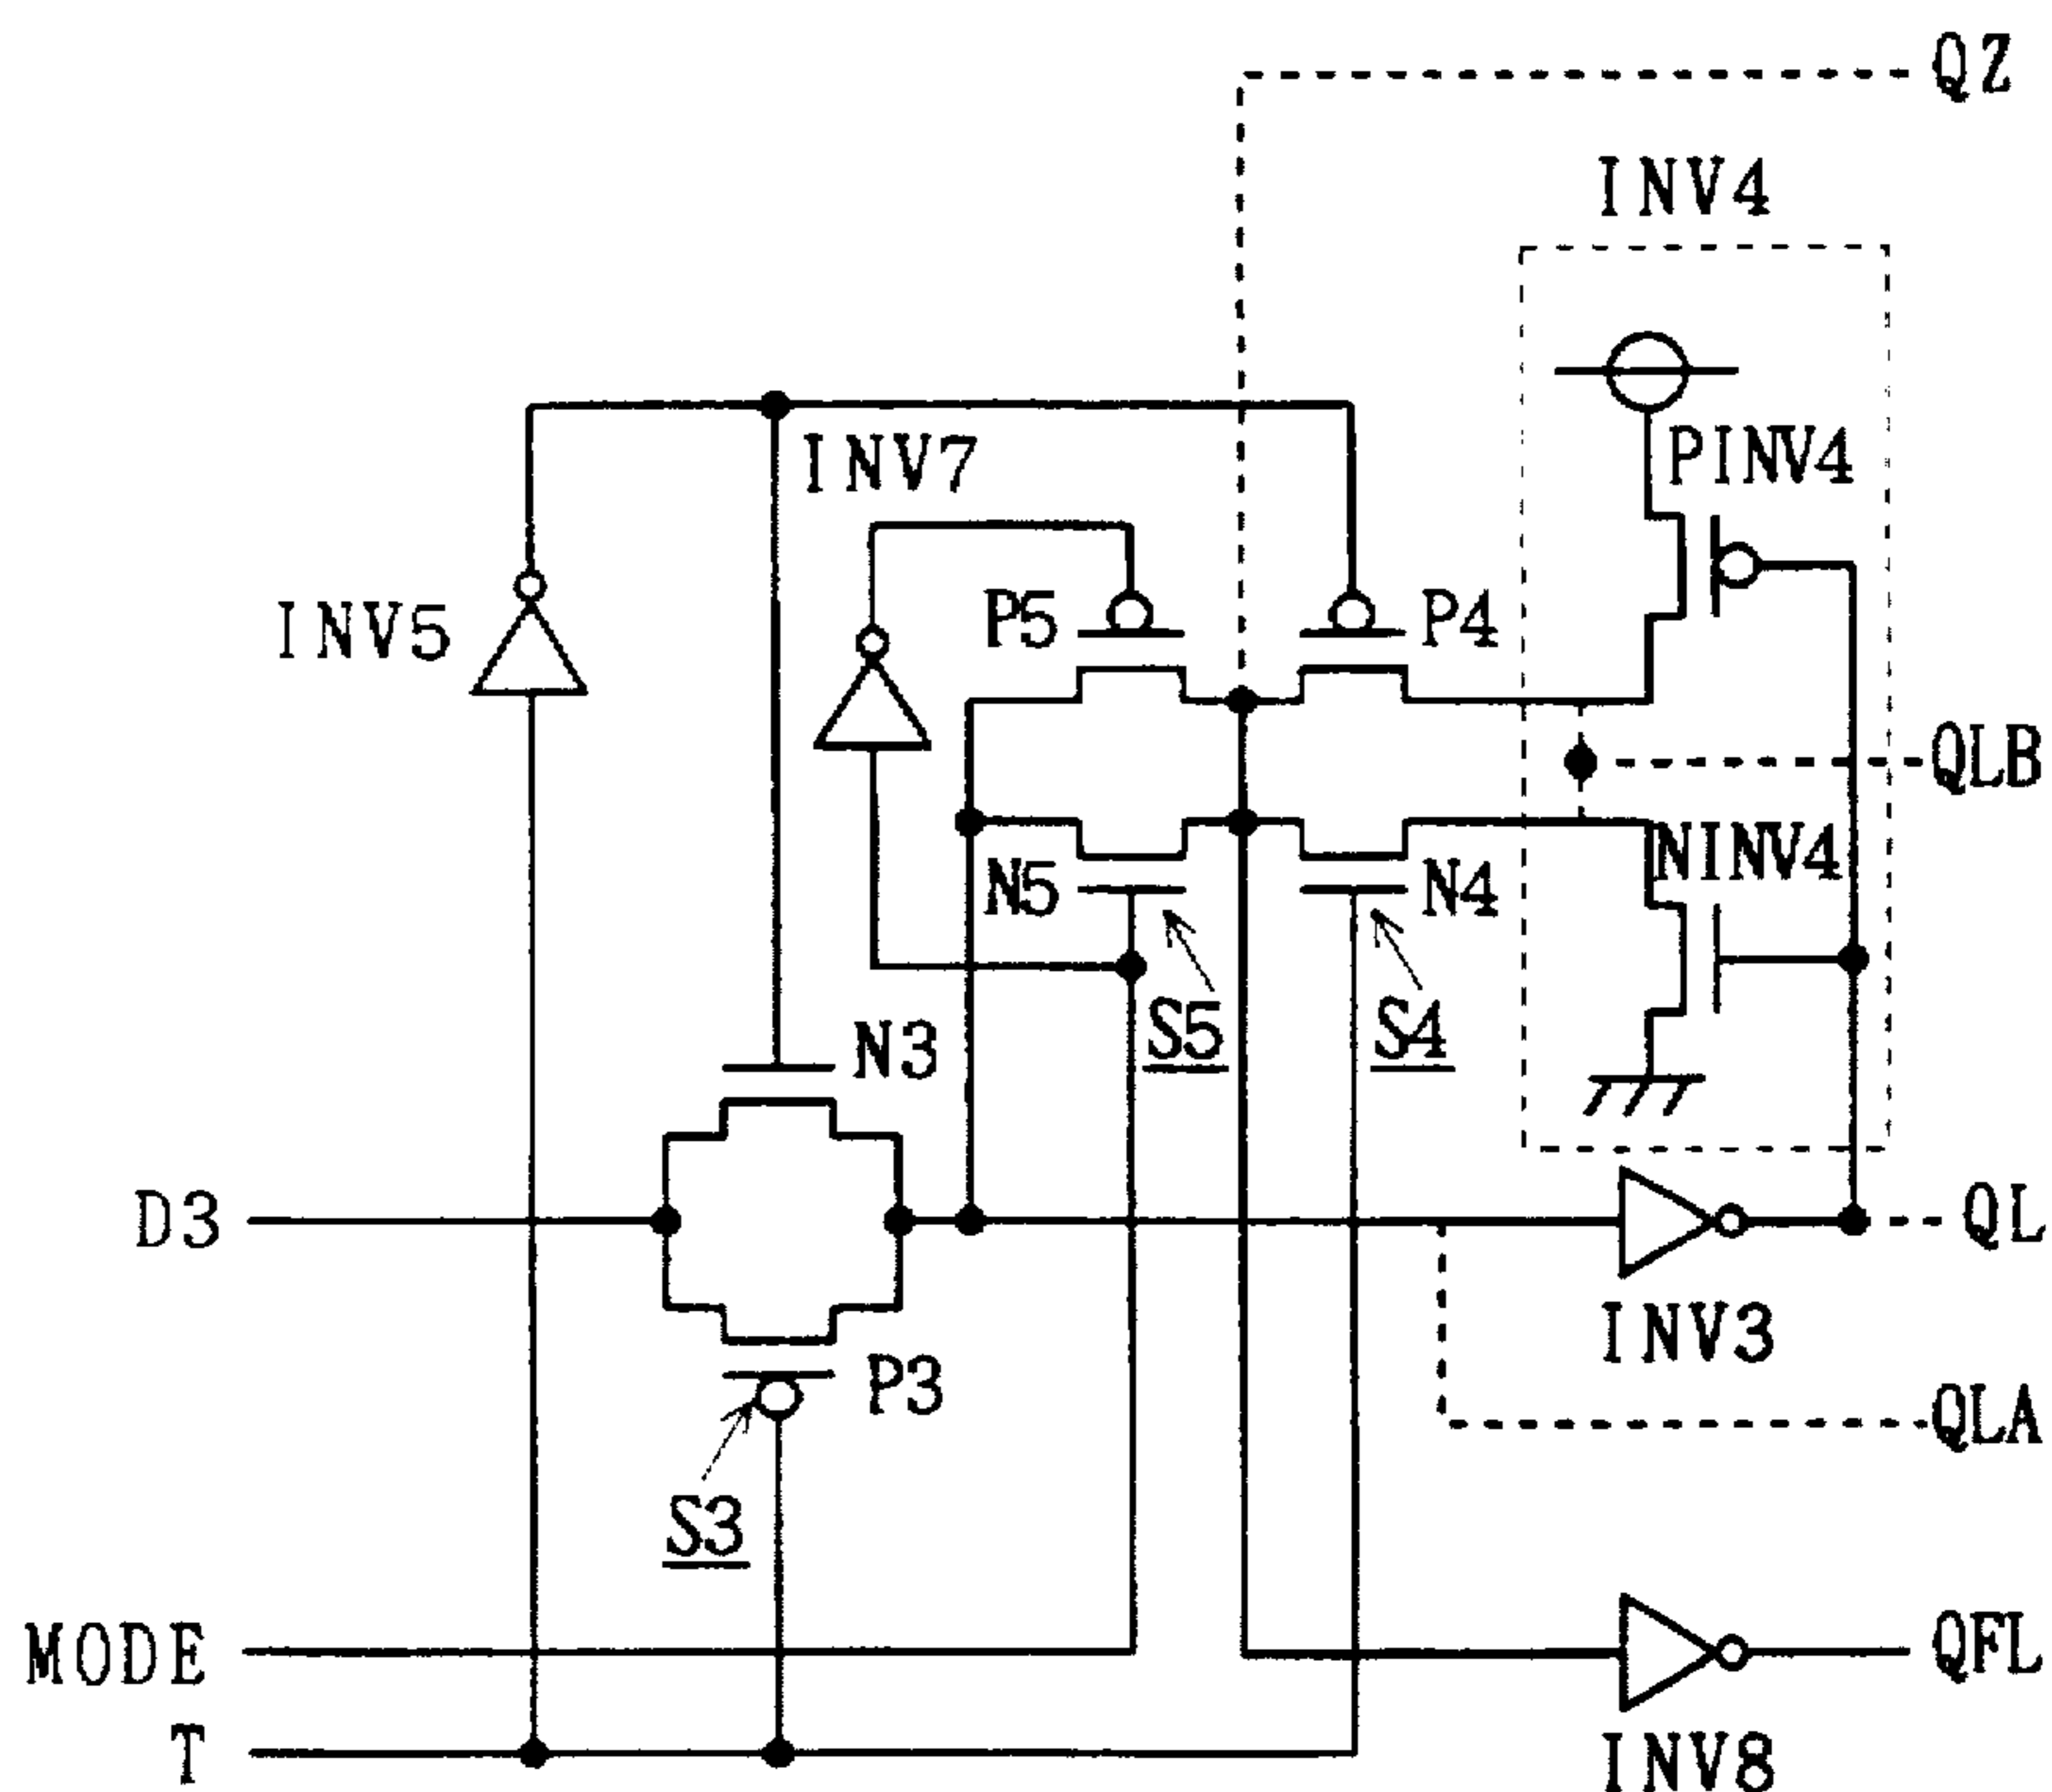 QZ
INV4
INV7
PINV4
INV5
P5
P4
QLB
NINV4
N5
N4
S5
S4
N3
D3
QL
INV3
P3
QLA
S3
MODE
QFL
T
INV8